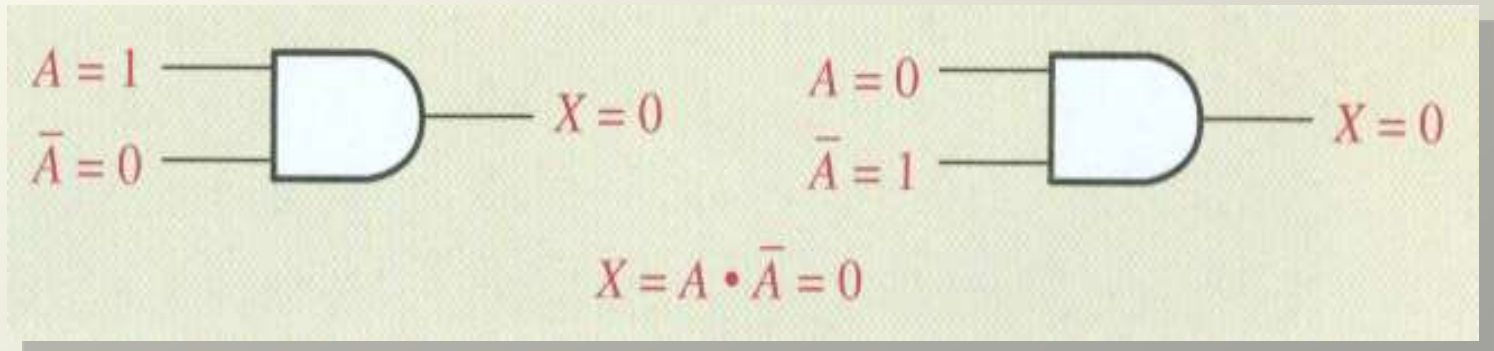 A = 1
A̅ = 0
X = 0
A = 0
A̅ = 1
X = 0
X = A • A̅ = 0